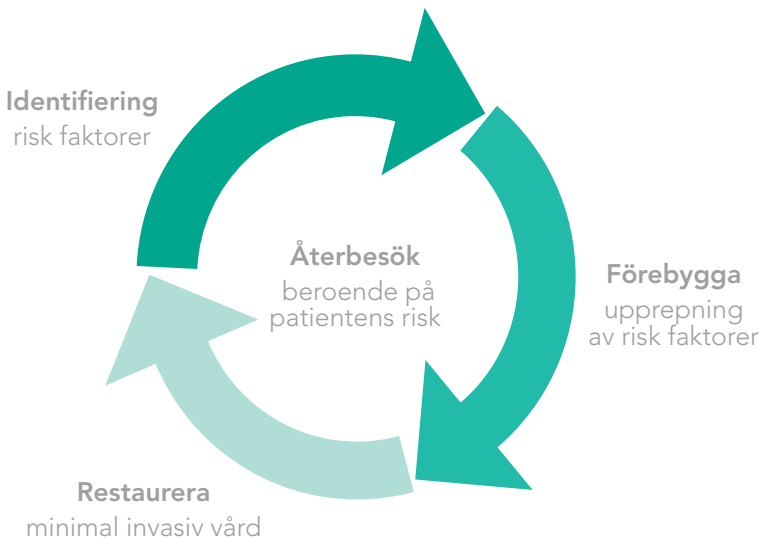 Identifiering
risk faktorer
Återbesök
beroende på
patientens risk
Förebygga
upprepning
av risk faktorer
Restaurera
minimal invasiv vård